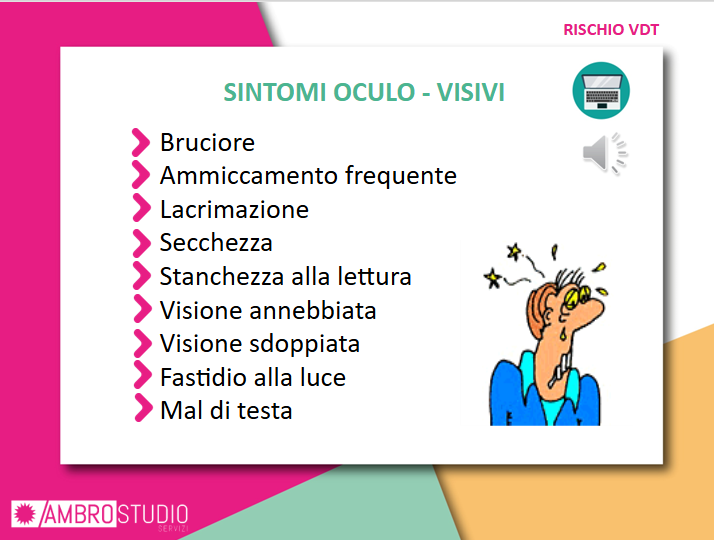 RISCHIO VDT
SINTOMI OCULO - VISIVI
Bruciore
Ammiccamento frequente
Lacrimazione
Secchezza
Stanchezza alla lettura
Visione annebbiata
Visione sdoppiata
Fastidio alla luce
Mal di testa
AMBROSTUDIO
SERVIZI